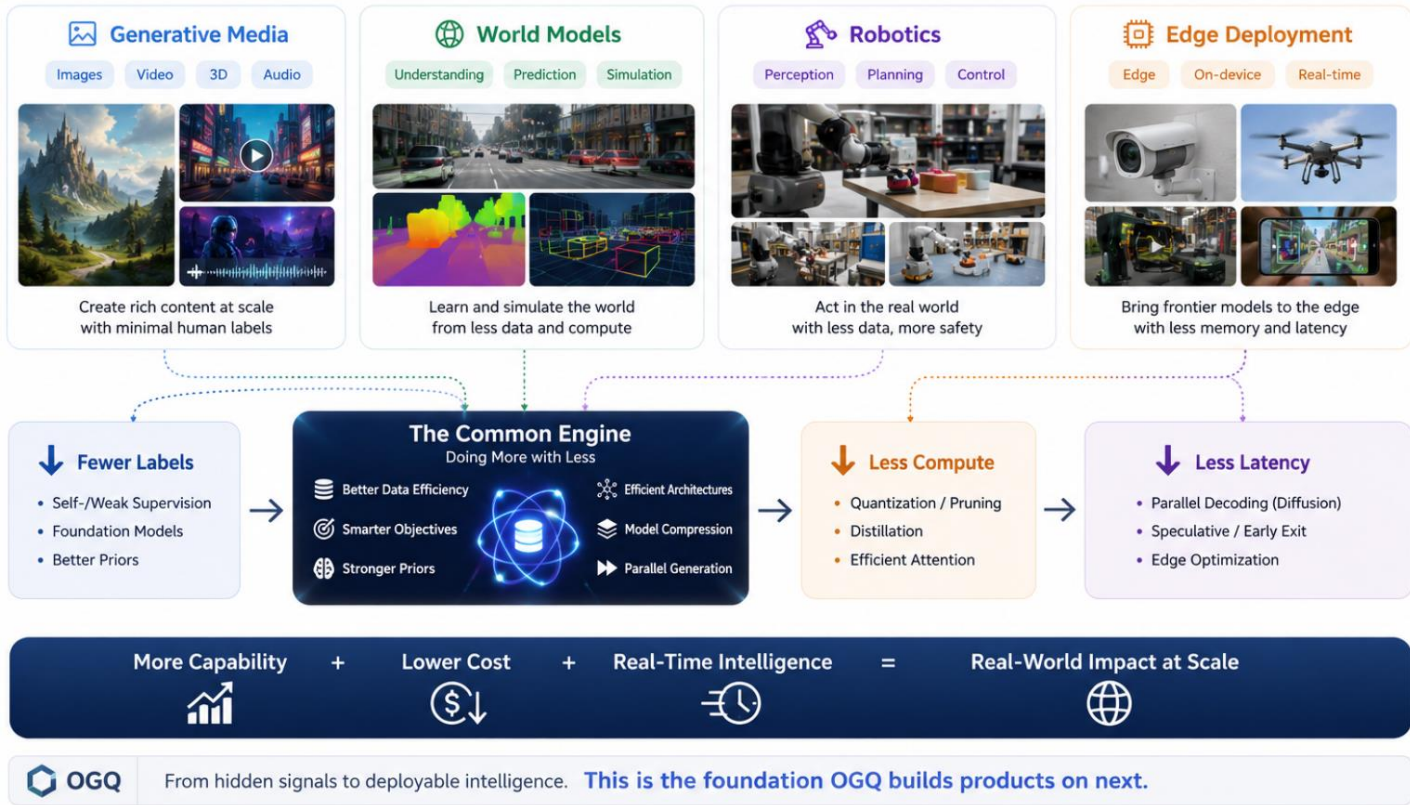 Generative Media
Images
Video
3D
Audio
Create rich content at scale
with minimal human labels
World Models
Understanding
Prediction
Simulation
Learn and simulate the world
from less data and compute
Robotics
Perception
Planning
Control
Act in the real world
with less data, more safety
Edge Deployment
Edge
On-device
Real-time
Bring frontier models to the edge
with less memory and latency
Fewer Labels
• Self-/Weak Supervision
• Foundation Models
• Better Priors
The Common Engine
Doing More with Less
Better Data Efficiency
Smarter Objectives
Stronger Priors
Efficient Architectures
Model Compression
Parallel Generation
Less Compute
• Quantization / Pruning
• Distillation
• Efficient Attention
Less Latency
• Parallel Decoding (Diffusion)
• Speculative / Early Exit
• Edge Optimization
More Capability + Lower Cost + Real-Time Intelligence = Real-World Impact at Scale
OGQ From hidden signals to deployable intelligence. This is the foundation OGQ builds products on next.